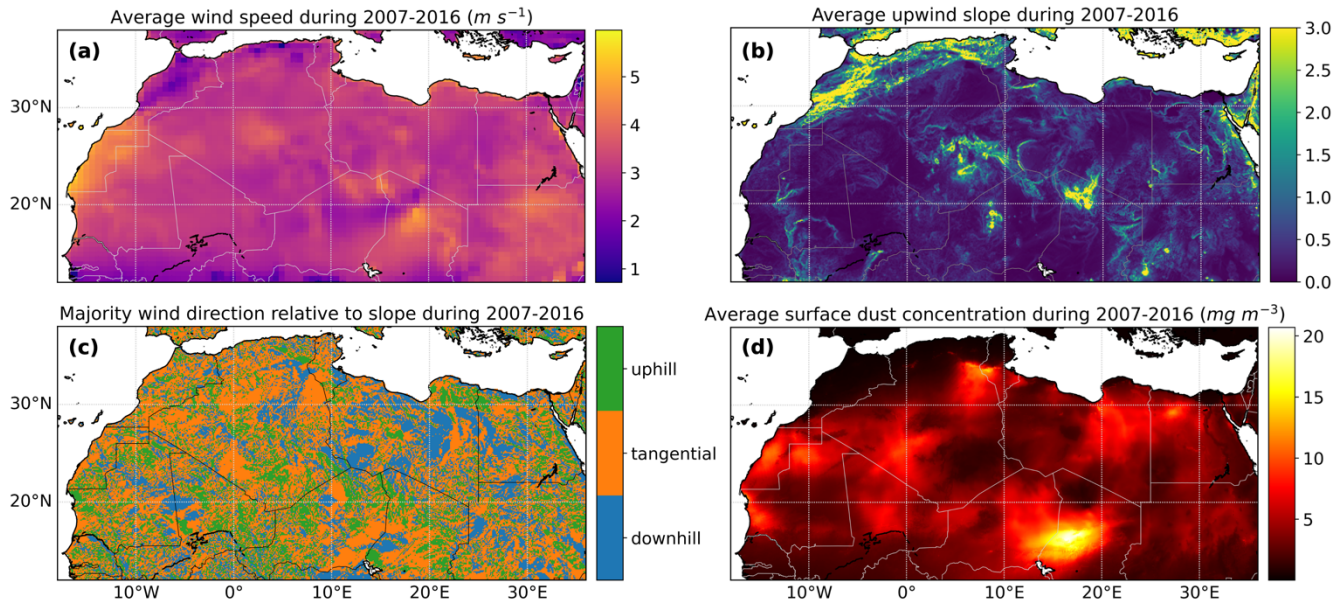 Average wind speed during 2007-2016 (m s⁻¹)
(a)
30°N
20°N
5
4
3
2
1
Average upwind slope during 2007-2016
(b)
3.0
2.5
2.0
1.5
1.0
0.5
0.0
Majority wind direction relative to slope during 2007-2016
(c)
30°N
20°N
10°W
0°
10°E
20°E
30°E
uphill
tangential
downhill
Average surface dust concentration during 2007-2016 (mg m⁻³)
(d)
10°W
0°
10°E
20°E
30°E
20
15
10
5